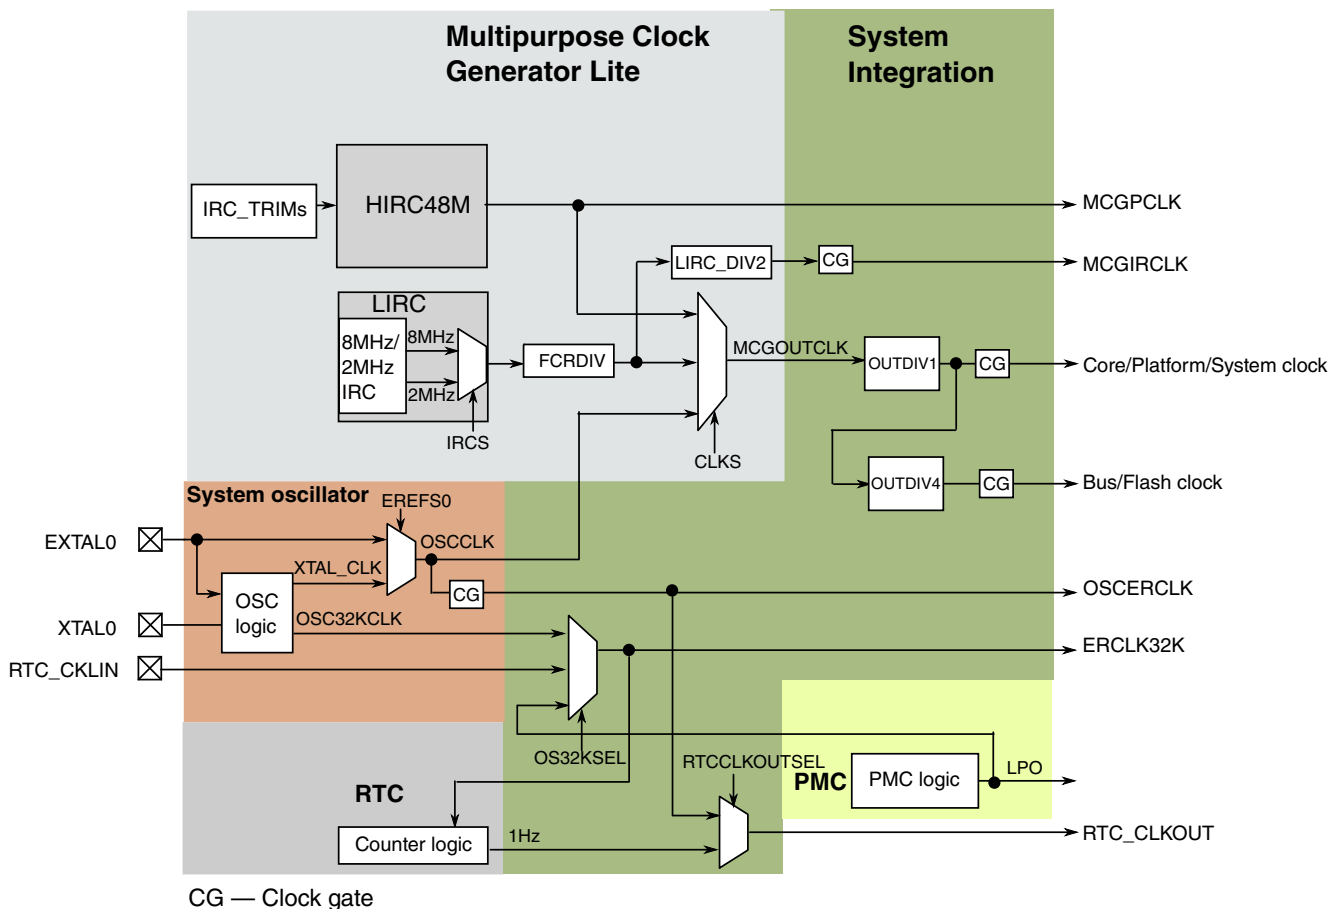 Multipurpose Clock
Generator Lite
System
Integration
IRC_TRIMs
HIRC48M
MCGPCLK
LIRC_DIV2
CG
MCGIRCLK
LIRC
8MHz/
2MHz
IRC
8MHz
2MHz
IRCS
FCRDIV
MCGOUTCLK
CLKS
OUTDIV1
CG
Core/Platform/System clock
OUTDIV4
CG
Bus/Flash clock
System oscillator
EREFS0
EXTAL0
OSCCLK
XTAL_CLK
CG
OSCERCLK
OSC
logic
XTAL0
OSC32KCLK
ERCLK32K
RTC_CKLIN
OS32KSEL
RTCCLKOUTSEL
PMC
PMC logic
LPO
RTC
Counter logic
1Hz
RTC_CLKOUT
CG — Clock gate